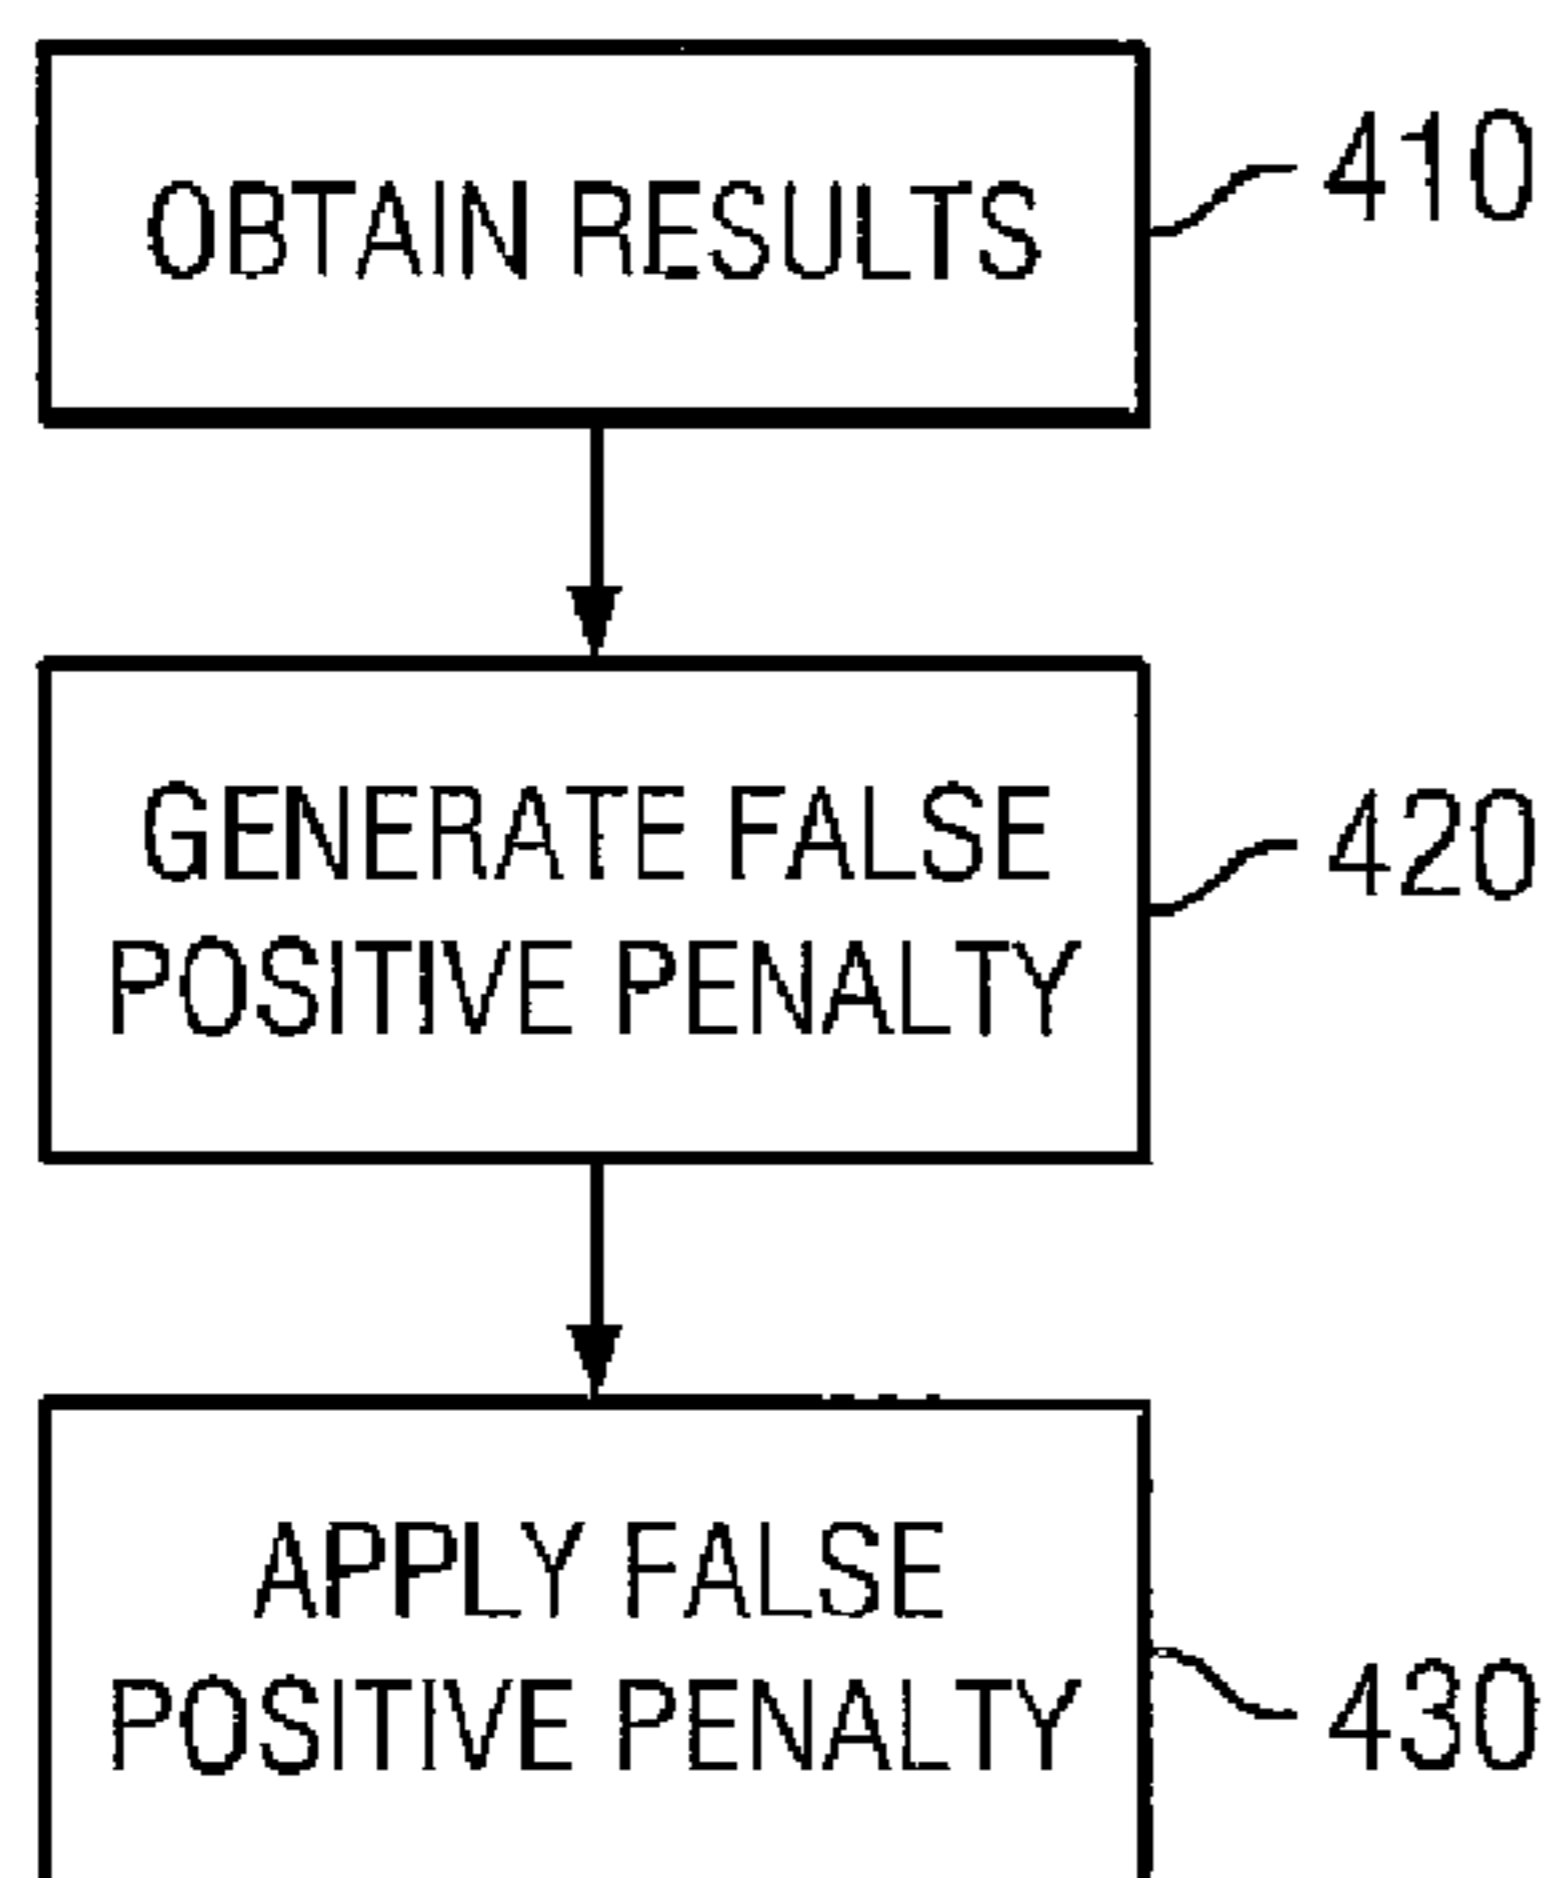 OBTAIN RESULTS
410
GENERATE FALSE
POSITIVE PENALTY
420
APPLY FALSE
POSITIVE PENALTY
430